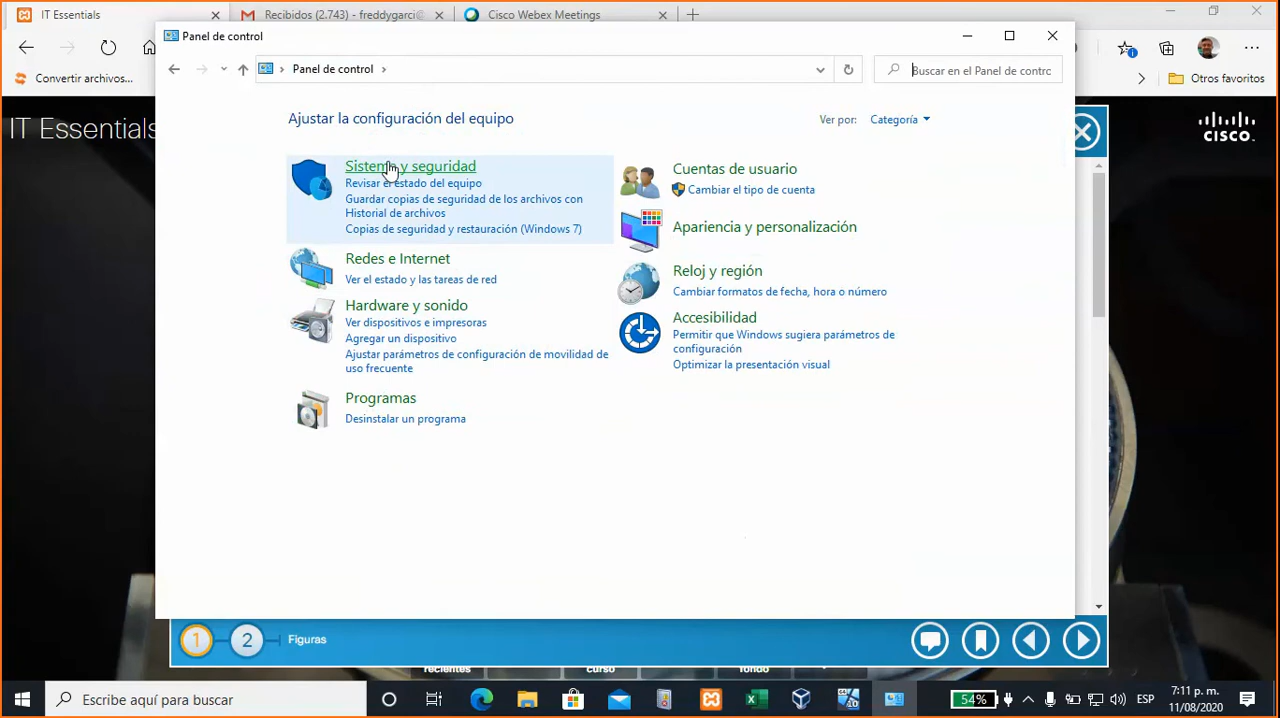 IT Essentials
Recibidos (2.743) - freddygarci@
Cisco Webex Meetings
Convertir archivos...
Otros favoritos
IT Essentials
CISCO
Panel de control
Panel de control
Buscar en el Panel de contrc
Ajustar la configuración del equipo
Ver por:
Categoría
Sistema y seguridad
Revisar el estado del equipo
Guardar copias de seguridad de los archivos con
Historial de archivos
Copias de seguridad y restauración (Windows 7)
Redes e Internet
Ver el estado y las tareas de red
Hardware y sonido
Ver dispositivos e impresoras
Agregar un dispositivo
Ajustar parámetros de configuración de movilidad de
uso frecuente
Programas
Desinstalar un programa
Cuentas de usuario
Cambiar el tipo de cuenta
Apariencia y personalización
Reloj y región
Cambiar formatos de fecha, hora o número
Accesibilidad
Permitir que Windows sugiera parámetros de
configuración
Optimizar la presentación visual
1
2
Figuras
recientes
curso
fondo
Escribe aquí para buscar
54%
ESP
7:11 p. m.
11/08/2020